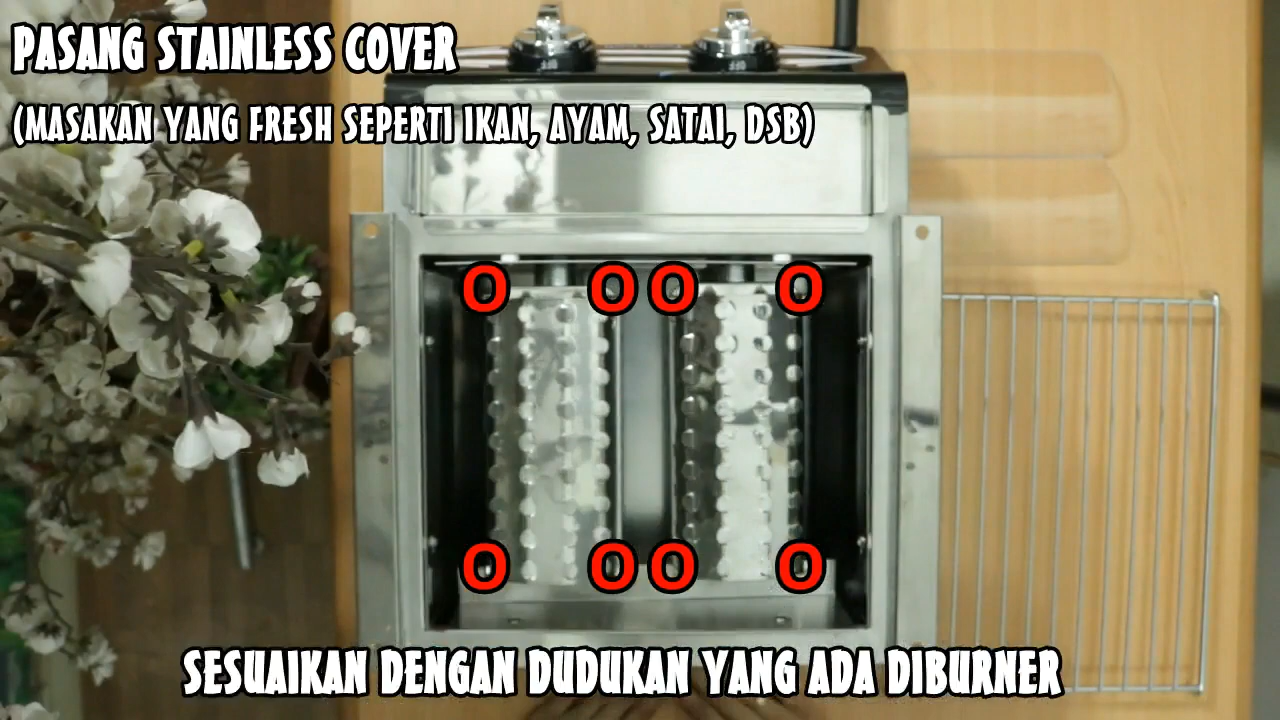 PASANG STAINLESS COVER
(MASAKAN YANG FRESH SEPERTI IKAN, AYAM, SATAI, DSB)
O O O O
O O O O
SESUAIKAN DENGAN DUDUKAN YANG ADA DIBURNER